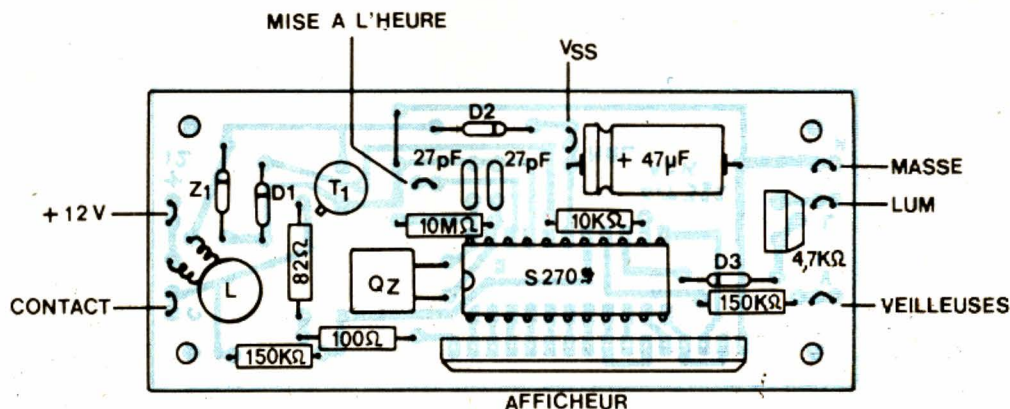 MISE A L'HEURE
VSS
D2
27pF 27pF
+ 47µF
MASSE
Z1
D1
T1
+12V
LUM
10MΩ
10KΩ
82Ω
4,7KΩ
L
QZ
D3
CONTACT
150KΩ
VEILLEUSES
100Ω
150KΩ
AFFICHEUR